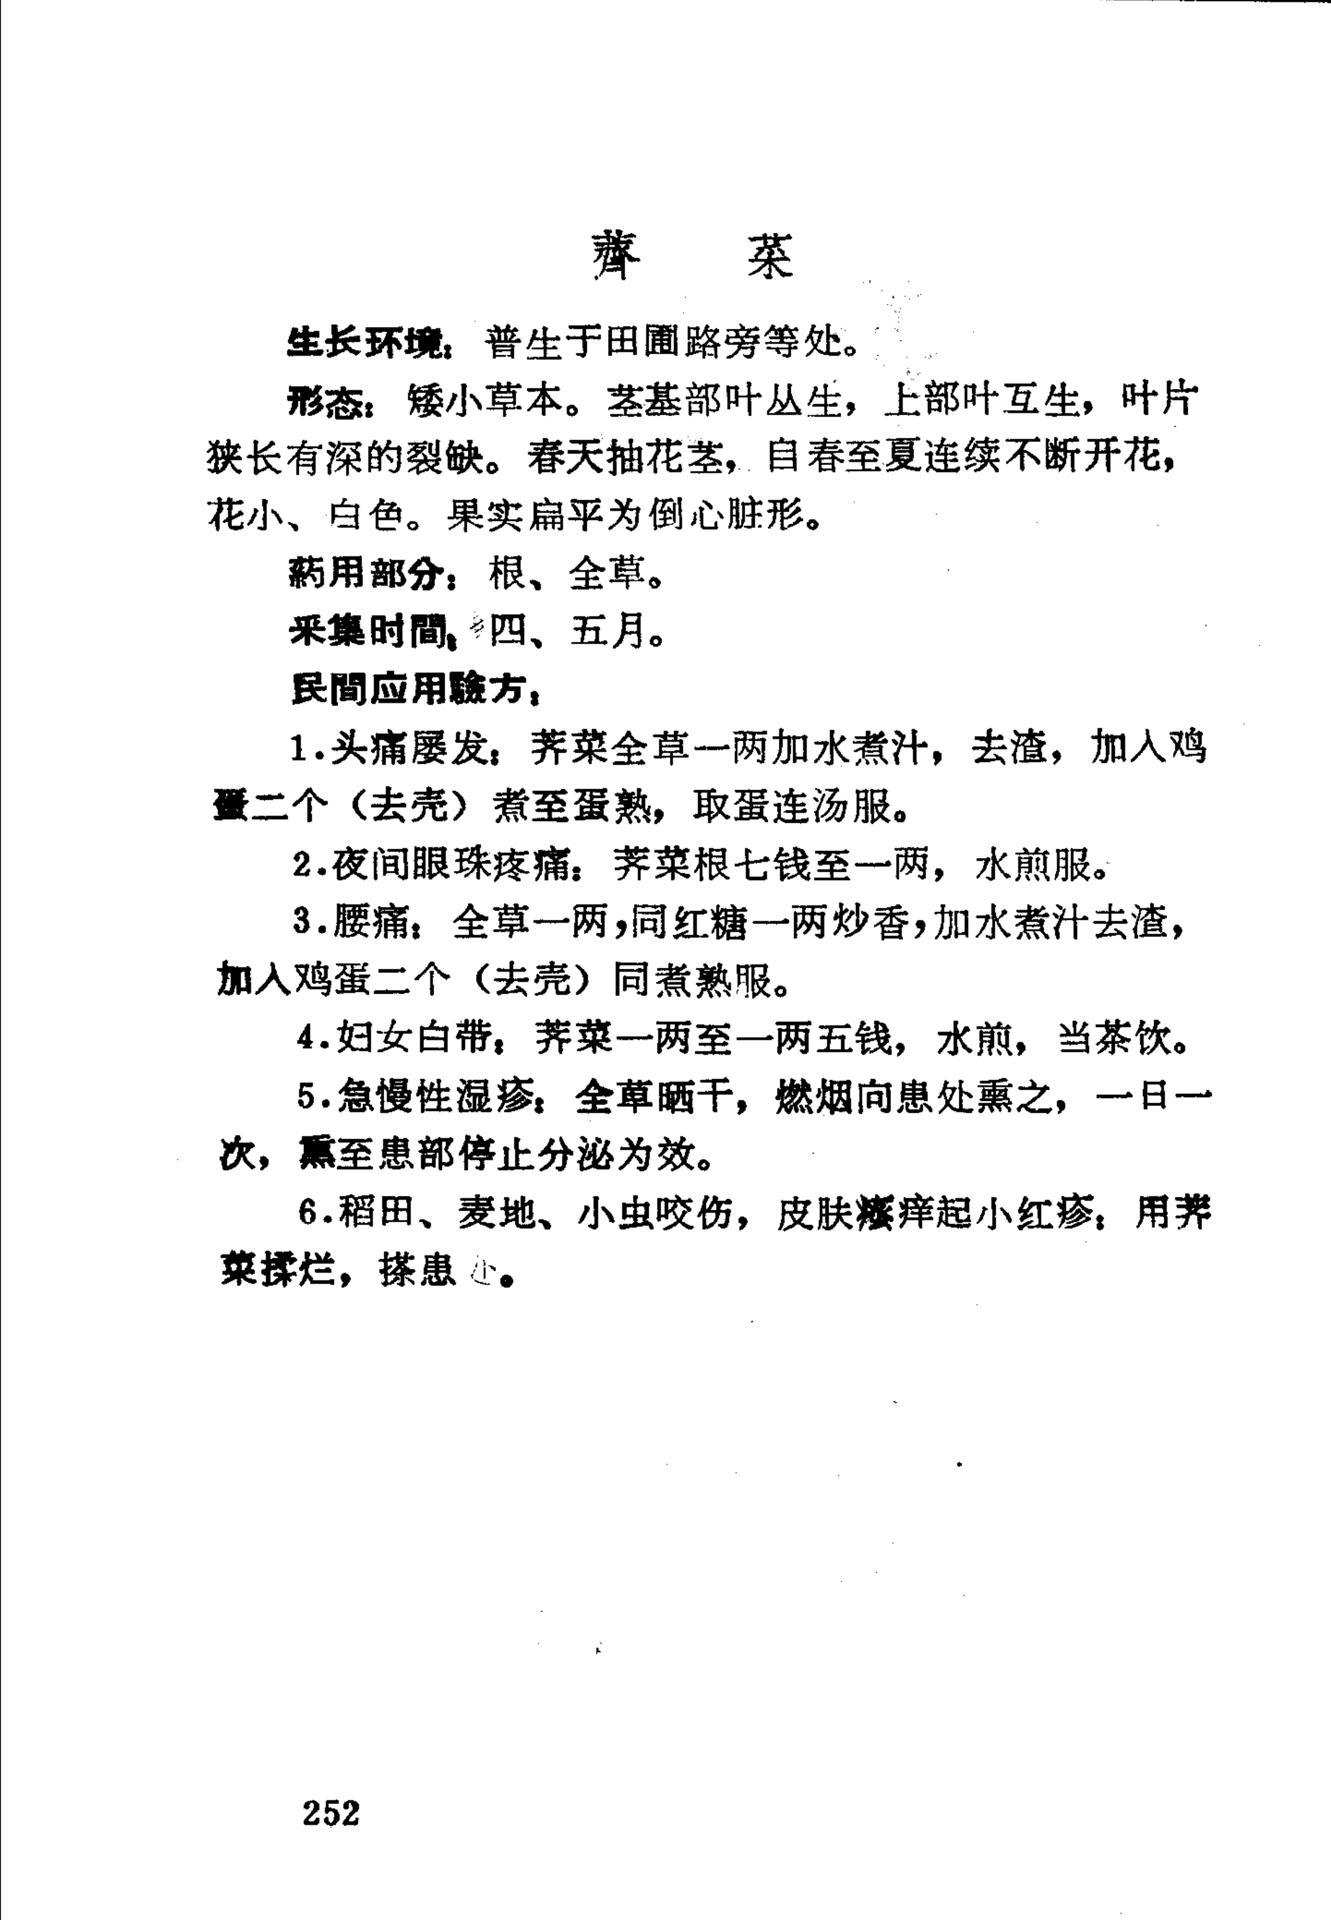 薺 菜
生长环境：普生于田圃路旁等处。
形态：矮小草本。茎基部叶丛生，上部叶互生，叶片
狭长有深的裂缺。春天抽花茎，自春至夏连续不断开花，
花小、白色。果实扁平为倒心脏形。
葯用部分：根、全草。
采集时間：四、五月。
民間应用驗方：
1.头痛屡发：荠菜全草一两加水煮汁，去渣，加入鸡
蛋二个（去壳）煮至蛋熟，取蛋连汤服。
2.夜间眼珠疼痛：荠菜根七钱至一两，水煎服。
3.腰痛：全草一两，同红糖一两炒香，加水煮汁去渣，
加入鸡蛋二个（去壳）同煮熟服。
4.妇女白带：荠菜一两至一两五钱，水煎，当茶饮。
5.急慢性湿疹：全草晒干，燃烟向患处熏之，一日一
次，熏至患部停止分泌为效。
6.稻田、麦地、小虫咬伤，皮肤瘙痒起小红疹：用荠
菜揉烂，搽患处。
252